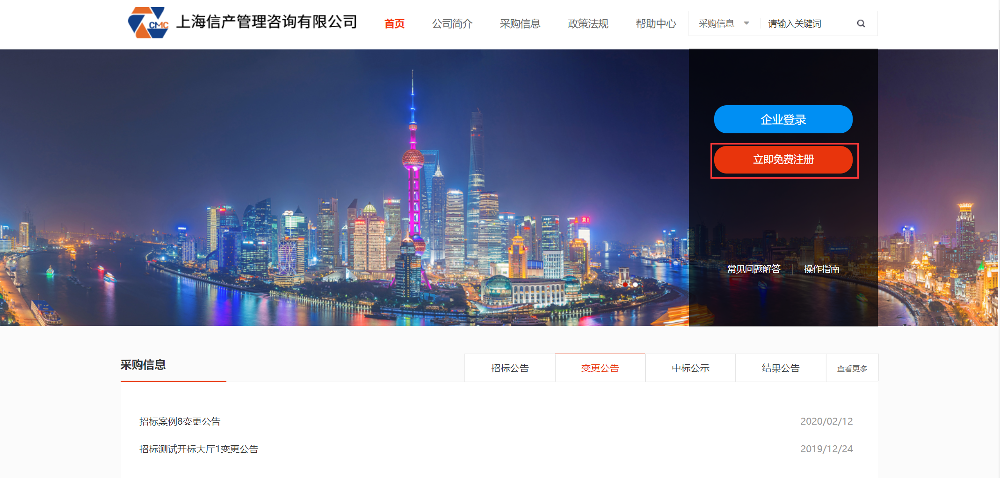 CMC 上海信产管理咨询有限公司 首页 公司简介 采购信息 政策法规 帮助中心 采购信息 请输入关键词
企业登录
立即免费注册
常见问题解答 | 操作指南
采购信息 招标公告 变更公告 中标公示 结果公告 查看更多
招标案例8变更公告 2020/02/12
招标测试开标大厅1变更公告 2019/12/24